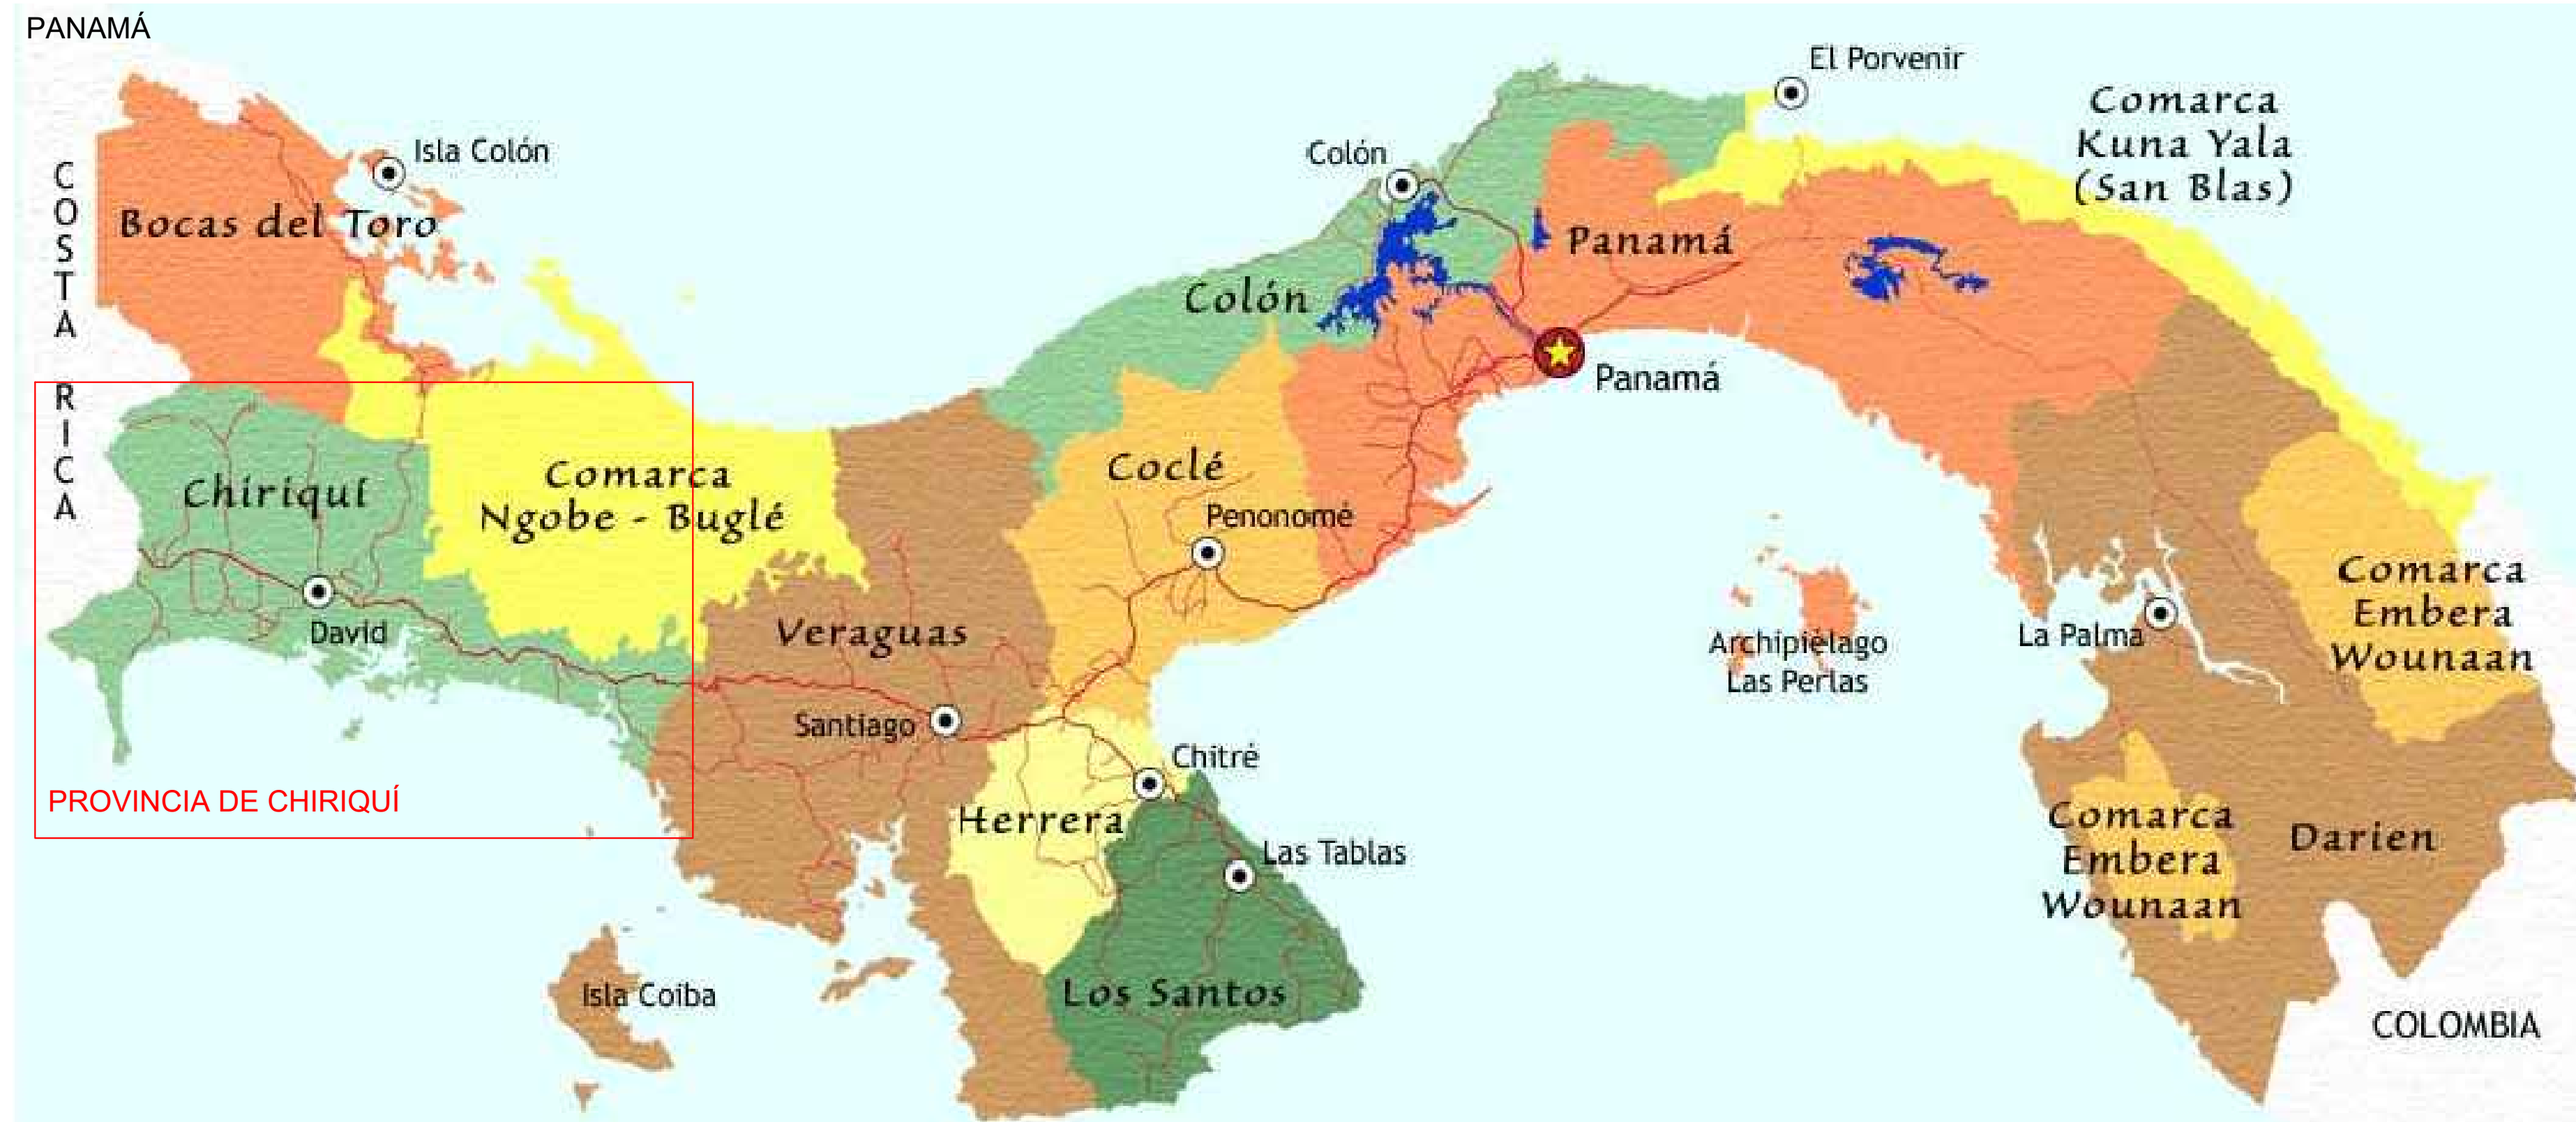 PANAMÁ
El Porvenir
Comarca
Kuna Yala
(San Blas)
Isla Colón
Colón
COSTA RICA
Bocas del Toro
Panamá
Colón
Panamá
Chiriquí
Comarca
Ngobe - Buglé
Coclé
Penonomé
David
Veraguas
Archipiélago
Las Perlas
La Palma
Comarca
Embera
Wounaan
Santiago
Chitré
PROVINCIA DE CHIRIQUÍ
Herrera
Las Tablas
Comarca
Embera
Wounaan
Darien
Isla Coiba
Los Santos
COLOMBIA